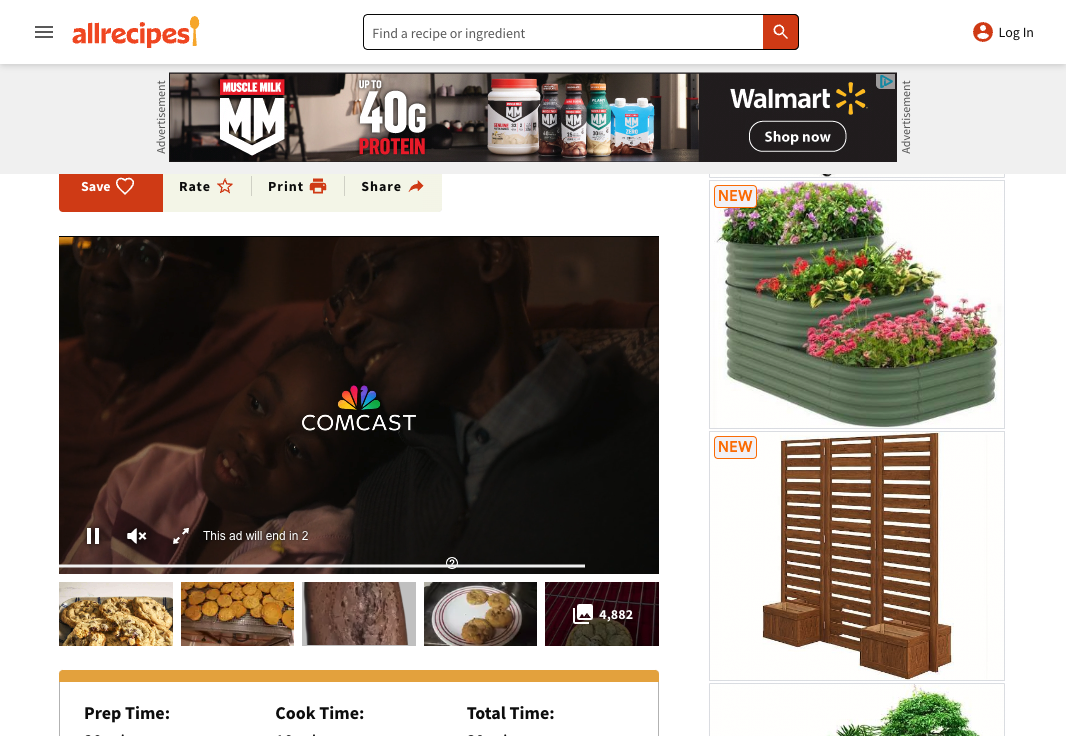 allrecipes
Find a recipe or ingredient
Log In
Advertisement
MUSCLE MILK
MM
UP TO
40G
PROTEIN
Walmart
Shop now
Advertisement
Save
Rate
Print
Share
NEW
COMCAST
This ad will end in 2
4,882
NEW
Prep Time:
Cook Time:
Total Time: